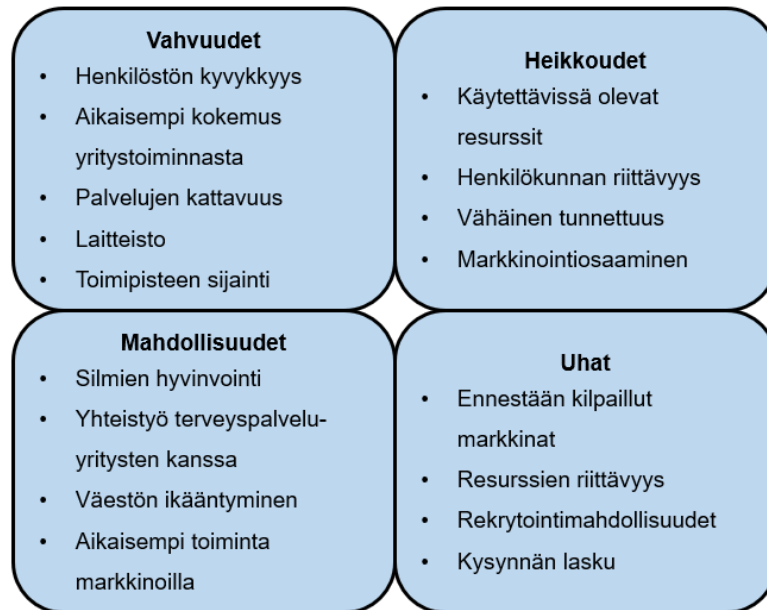 Vahvuudet
• Henkilöstön kyvykkyys
• Aikaisempi kokemus
yritystoiminnasta
• Palvelujen kattavuus
• Laitteisto
• Toimipisteen sijainti
Heikkoudet
• Käytettävissä olevat
resurssit
• Henkilökunnan riittävyys
• Vähäinen tunnettuus
• Markkinointiosaaminen
Mahdollisuudet
• Silmien hyvinvointi
• Yhteistyö terveyspalvelu-
yritysten kanssa
• Väestön ikääntyminen
• Aikaisempi toiminta
markkinoilla
Uhat
• Ennestään kilpaillut
markkinat
• Resurssien riittävyys
• Rekrytointimahdollisuudet
• Kysynnän lasku